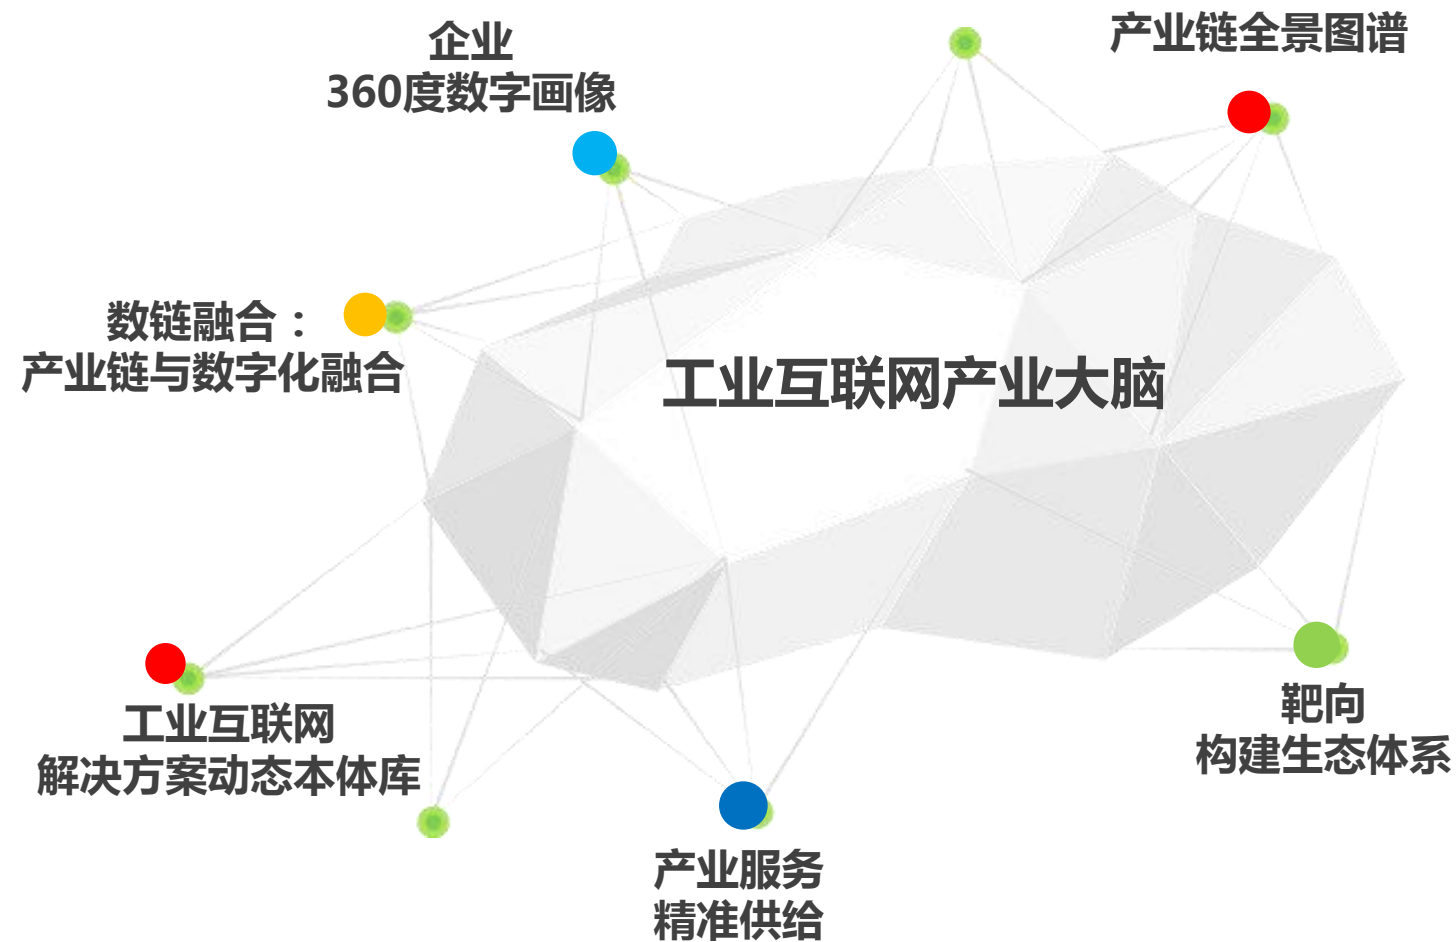 产业链全景图谱
企业
360度数字画像
数链融合：
产业链与数字化融合
工业互联网产业大脑
工业互联网
解决方案动态本体库
靶向
构建生态体系
产业服务
精准供给